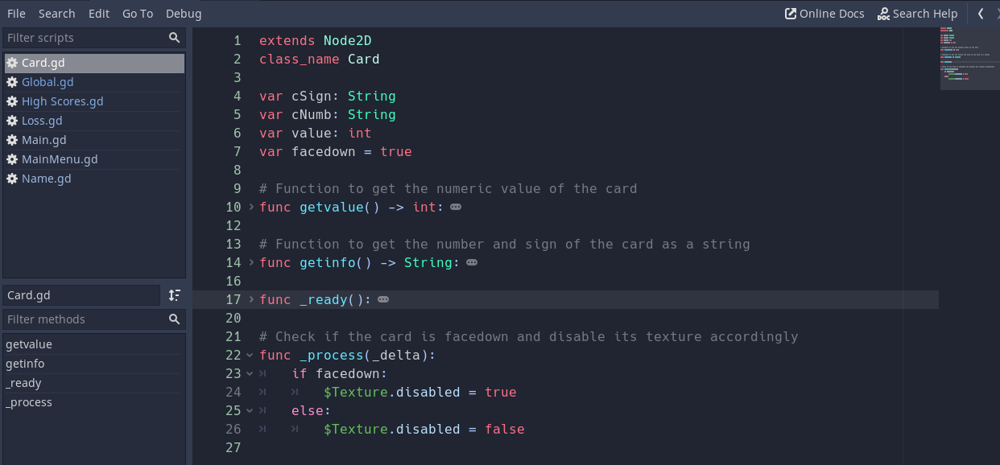 File Search Edit Go To Debug Online Docs Search Help
Filter scripts
Card.gd
Global.gd
High Scores.gd
Loss.gd
Main.gd
MainMenu.gd
Name.gd
Card.gd
Filter methods
getvalue
getinfo
_ready
_process
1 extends Node2D
2 class_name Card
3
4 var cSign: String
5 var cNumb: String
6 var value: int
7 var facedown = true
8
9 # Function to get the numeric value of the card
10 func getvalue() -> int:
12
13 # Function to get the number and sign of the card as a string
14 func getinfo() -> String:
16
17 func _ready():
20
21 # Check if the card is facedown and disable its texture accordingly
22 func _process(_delta):
23 if facedown:
24 $Texture.disabled = true
25 else:
26 $Texture.disabled = false
27